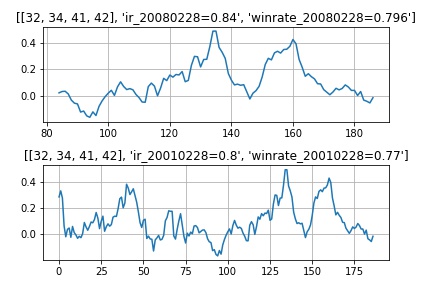 [[32, 34, 41, 42], 'ir_20080228=0.84', 'winrate_20080228=0.796']
0.4
0.2
0.0
80 100 120 140 160 180
[[32, 34, 41, 42], 'ir_20010228=0.8', 'winrate_20010228=0.77']
0.4
0.2
0.0
0 25 50 75 100 125 150 175